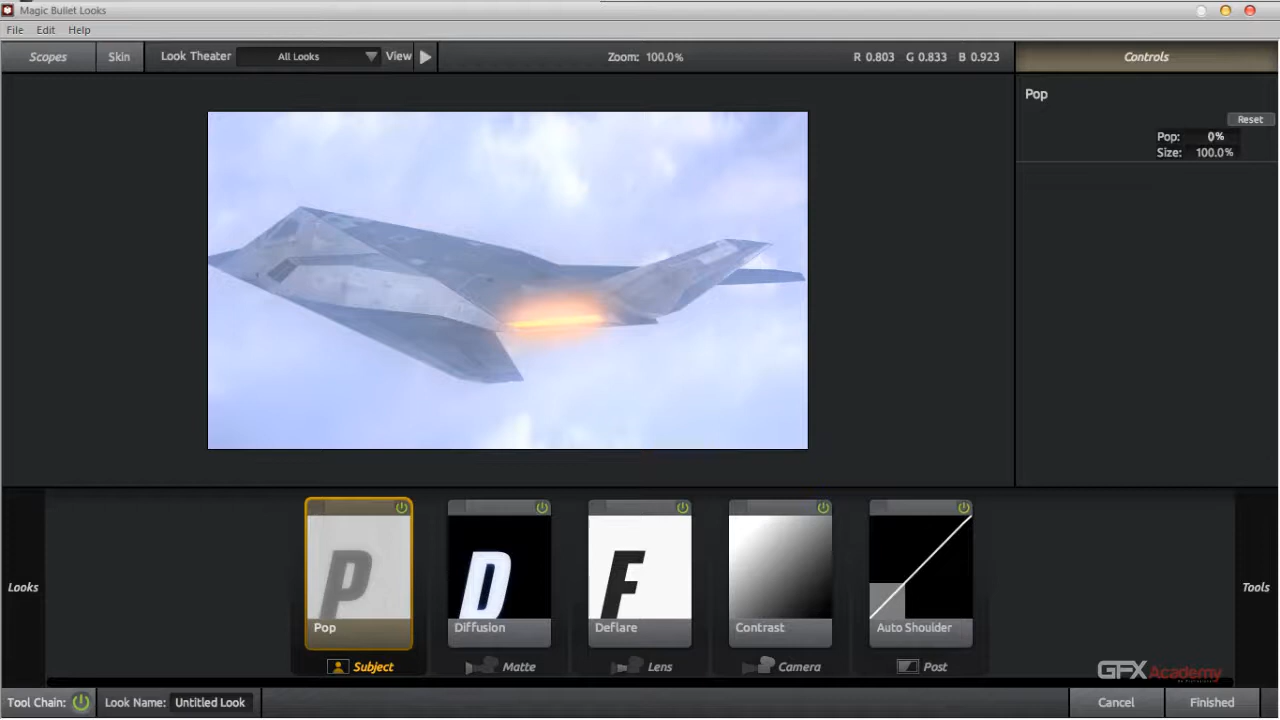 Magic Bullet Looks
File Edit Help
Scopes Skin Look Theater All Looks View Zoom: 100.0% R 0.803 G 0.833 B 0.923 Controls
Pop
Reset
Pop: 0%
Size: 100.0%
P D F
Looks Tools
Pop Diffusion Deflare Contrast Auto Shoulder
Subject Matte Lens Camera Post
GFX Academy
Tool Chain: Look Name: Untitled Look Cancel Finished